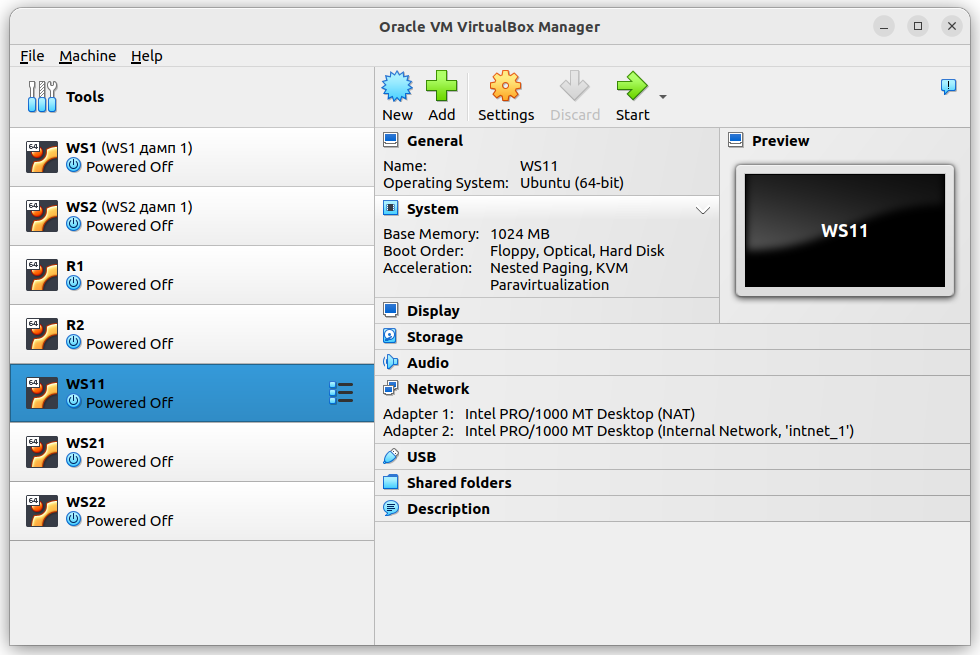 Oracle VM VirtualBox Manager
File Machine Help
Tools
New Add Settings Discard Start
64
WS1 (WS1 дамп 1)
Powered Off
64
WS2 (WS2 дамп 1)
Powered Off
64
R1
Powered Off
64
R2
Powered Off
64
WS11
Powered Off
64
WS21
Powered Off
64
WS22
Powered Off
General
Name: WS11
Operating System: Ubuntu (64-bit)
System
Base Memory: 1024 MB
Boot Order: Floppy, Optical, Hard Disk
Acceleration: Nested Paging, KVM
Paravirtualization
Preview
WS11
Display
Storage
Audio
Network
Adapter 1: Intel PRO/1000 MT Desktop (NAT)
Adapter 2: Intel PRO/1000 MT Desktop (Internal Network, 'intnet_1')
USB
Shared folders
Description